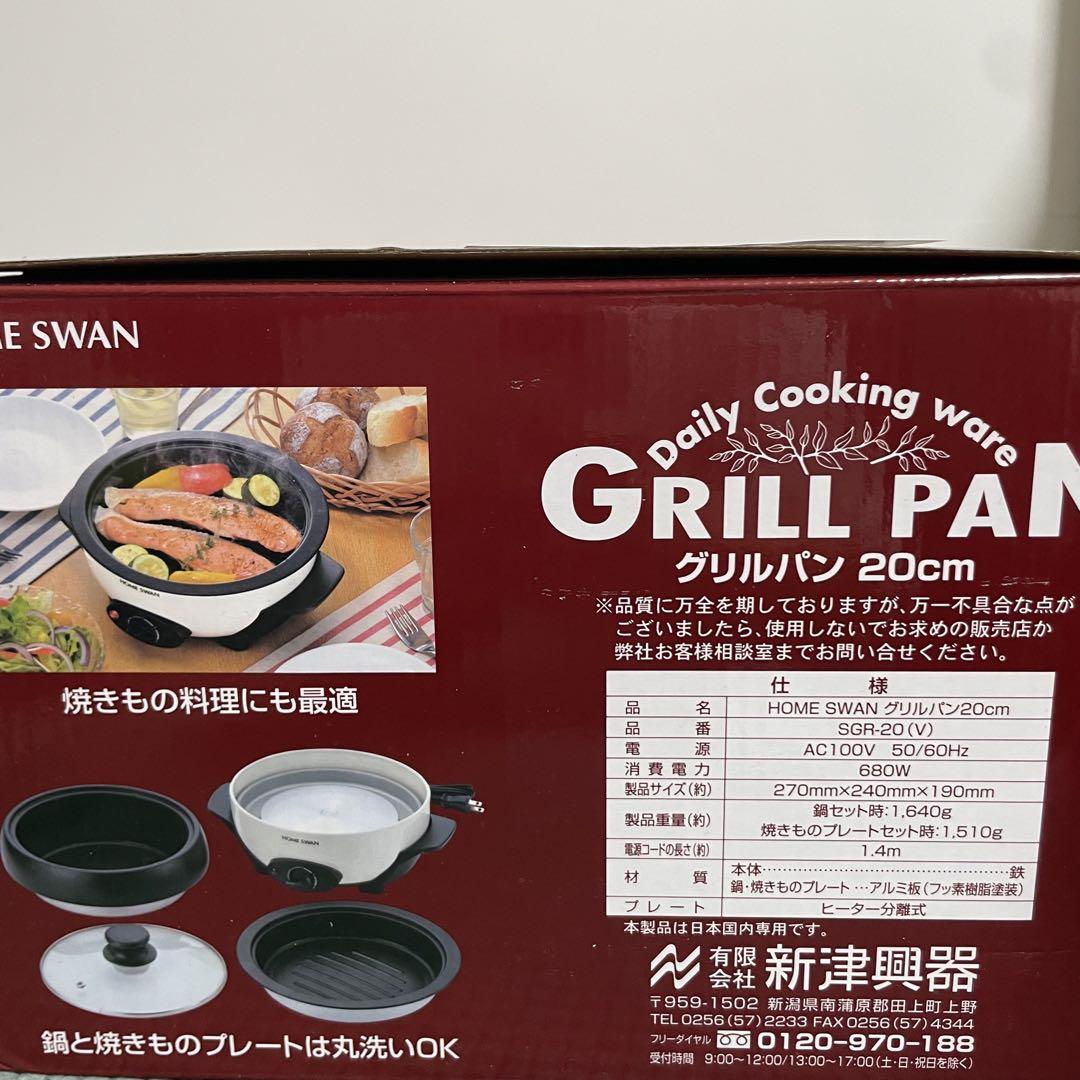 ME SWAN
Daily Cooking ware
GRILL PAN
グリルパン 20cm
※品質に万全を期しておりますが、万一不具合な点が
ございましたら、使用しないでお求めの販売店か
弊社お客様相談室までお問い合せください。
HOME SWAN
焼きもの料理にも最適
HOME SWAN
鍋と焼きものプレートは丸洗いOK
仕 様
品 名 HOME SWAN グリルパン20cm
品 番 SGR-20(V)
電 源 AC100V 50/60Hz
消費電力 680W
製品サイズ(約) 270mm×240mm×190mm
製品重量(約) 鍋セット時:1,640g
焼きものプレートセット時:1,510g
電源コードの長さ(約) 1.4m
材 質 本体…………………………………鉄
鍋・焼きものプレート…アルミ板(フッ素樹脂塗装)
プレート ヒーター分離式
本製品は日本国内専用です。
有限会社 新津興器
〒959-1502 新潟県南蒲原郡田上町上野
TEL 0256(57)2233 FAX 0256(57)4344
フリーダイヤル 0120-970-188
受付時間 9:00〜12:00/13:00〜17:00(土・日・祝日を除く)